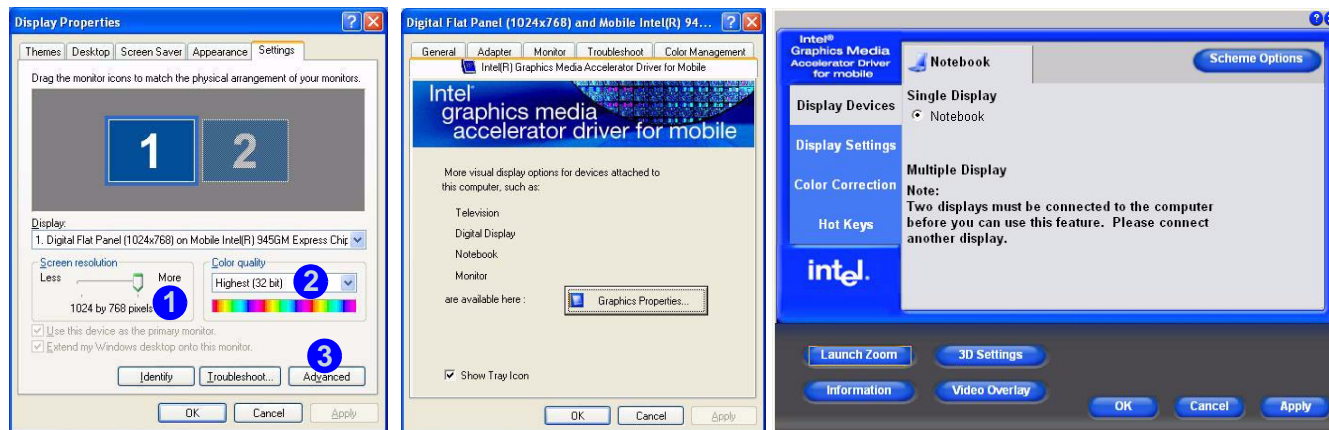 Display Properties
Themes Desktop Screen Saver Appearance Settings
Drag the monitor icons to match the physical arrangement of your monitors.
1 2
Display:
1. Digital Flat Panel (1024x768) on Mobile Intel(R) 945GM Express Chip
Screen resolution
Less More
1024 by 768 pixels
1
Color quality
Highest (32 bit)
2
Use this device as the primary monitor.
Extend my Windows desktop onto this monitor.
3
Identify Troubleshoot... Advanced
OK Cancel Apply
Digital Flat Panel (1024x768) and Mobile Intel(R) 94...
General Adapter Monitor Troubleshoot Color Management
Intel(R) Graphics Media Accelerator Driver for Mobile
Intel®
graphics media
accelerator driver for mobile
More visual display options for devices attached to
this computer, such as:
Television
Digital Display
Notebook
Monitor
are available here :
Graphics Properties...
Show Tray Icon
OK Cancel Apply
Intel®
Graphics Media
Accelerator Driver
for mobile
Display Devices
Display Settings
Color Correction
Hot Keys
intel.
Notebook
Scheme Options
Single Display
Notebook
Multiple Display
Note:
Two displays must be connected to the computer
before you can use this feature. Please connect
another display.
Launch Zoom 3D Settings
Information Video Overlay
OK Cancel Apply